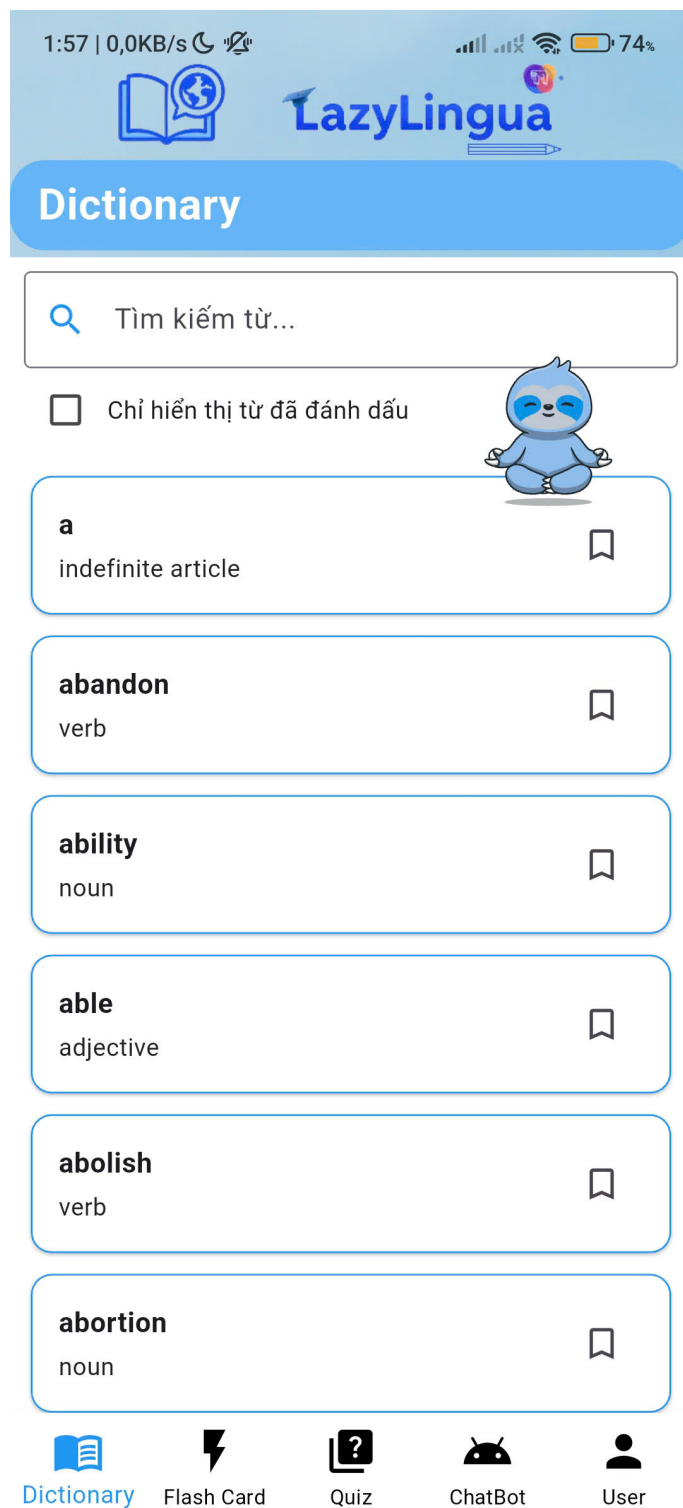 1:57 | 0,0KB/s
74%
LazyLingua
Dictionary
Tìm kiếm từ...
Chỉ hiển thị từ đã đánh dấu
a
indefinite article
abandon
verb
ability
noun
able
adjective
abolish
verb
abortion
noun
Dictionary
Flash Card
Quiz
ChatBot
User